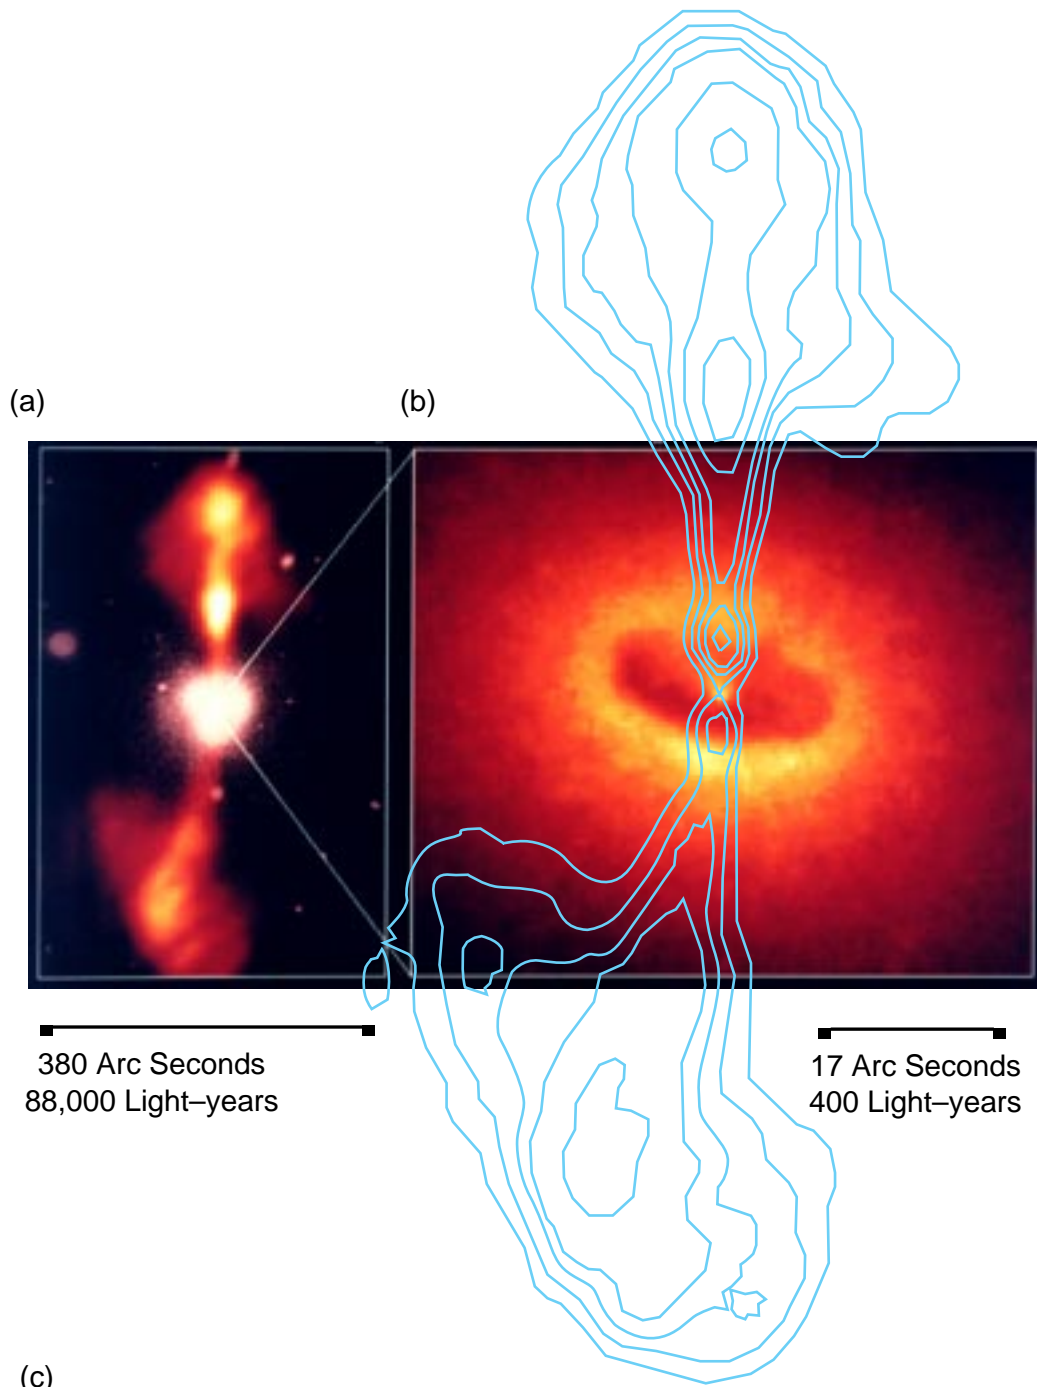 (a)
(b)
380 Arc Seconds
88,000 Light–years
17 Arc Seconds
400 Light–years
(c)